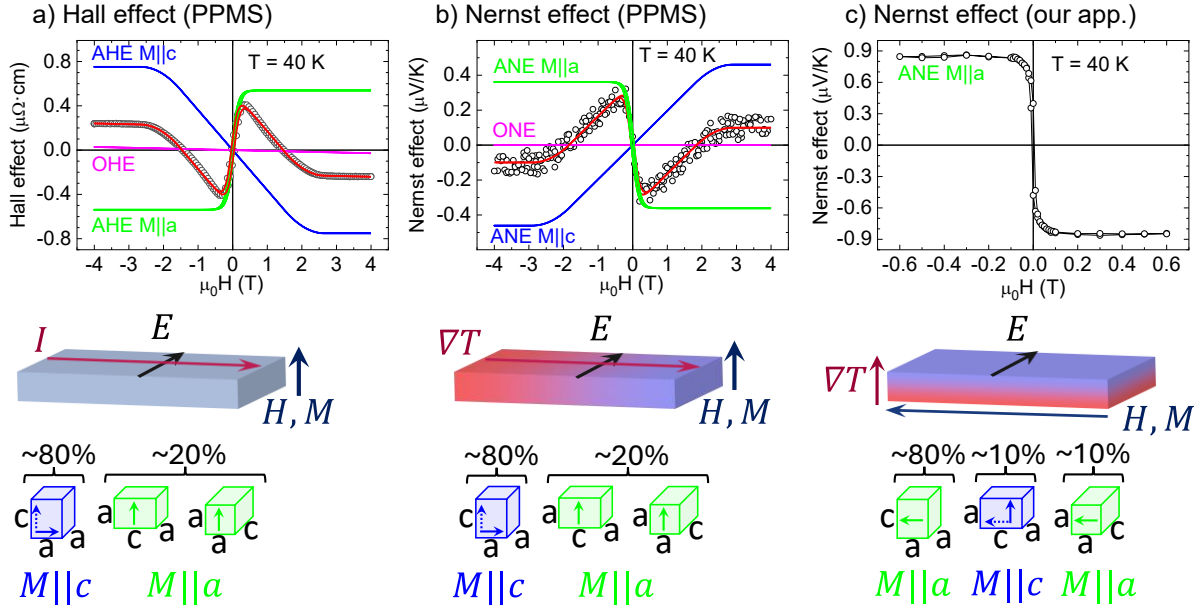 a) Hall effect (PPMS)
AHE M||c
T = 40 K
OHE
AHE M||a
Hall effect (μΩ·cm)
0.8
0.4
0.0
-0.4
-0.8
-4 -3 -2 -1 0 1 2 3 4
μ₀H (T)
I
E
H, M
~80%
~20%
c
a
a
a
c
a
a
a
c
M||c
M||a
b) Nernst effect (PPMS)
ANE M||a
T = 40 K
ONE
ANE M||c
Nernst effect (μV/K)
0.4
0.2
0.0
-0.2
-0.4
-4 -3 -2 -1 0 1 2 3 4
μ₀H (T)
∇T
E
H, M
~80%
~20%
c
a
a
a
c
a
a
a
c
M||c
M||a
c) Nernst effect (our app.)
ANE M||a
T = 40 K
Nernst effect (μV/K)
0.9
0.6
0.3
0.0
-0.3
-0.6
-0.9
-0.6 -0.4 -0.2 0.0 0.2 0.4 0.6
μ₀H (T)
∇T
E
H, M
~80%
~10%
~10%
c
a
a
a
c
a
a
a
c
M||a
M||c
M||a